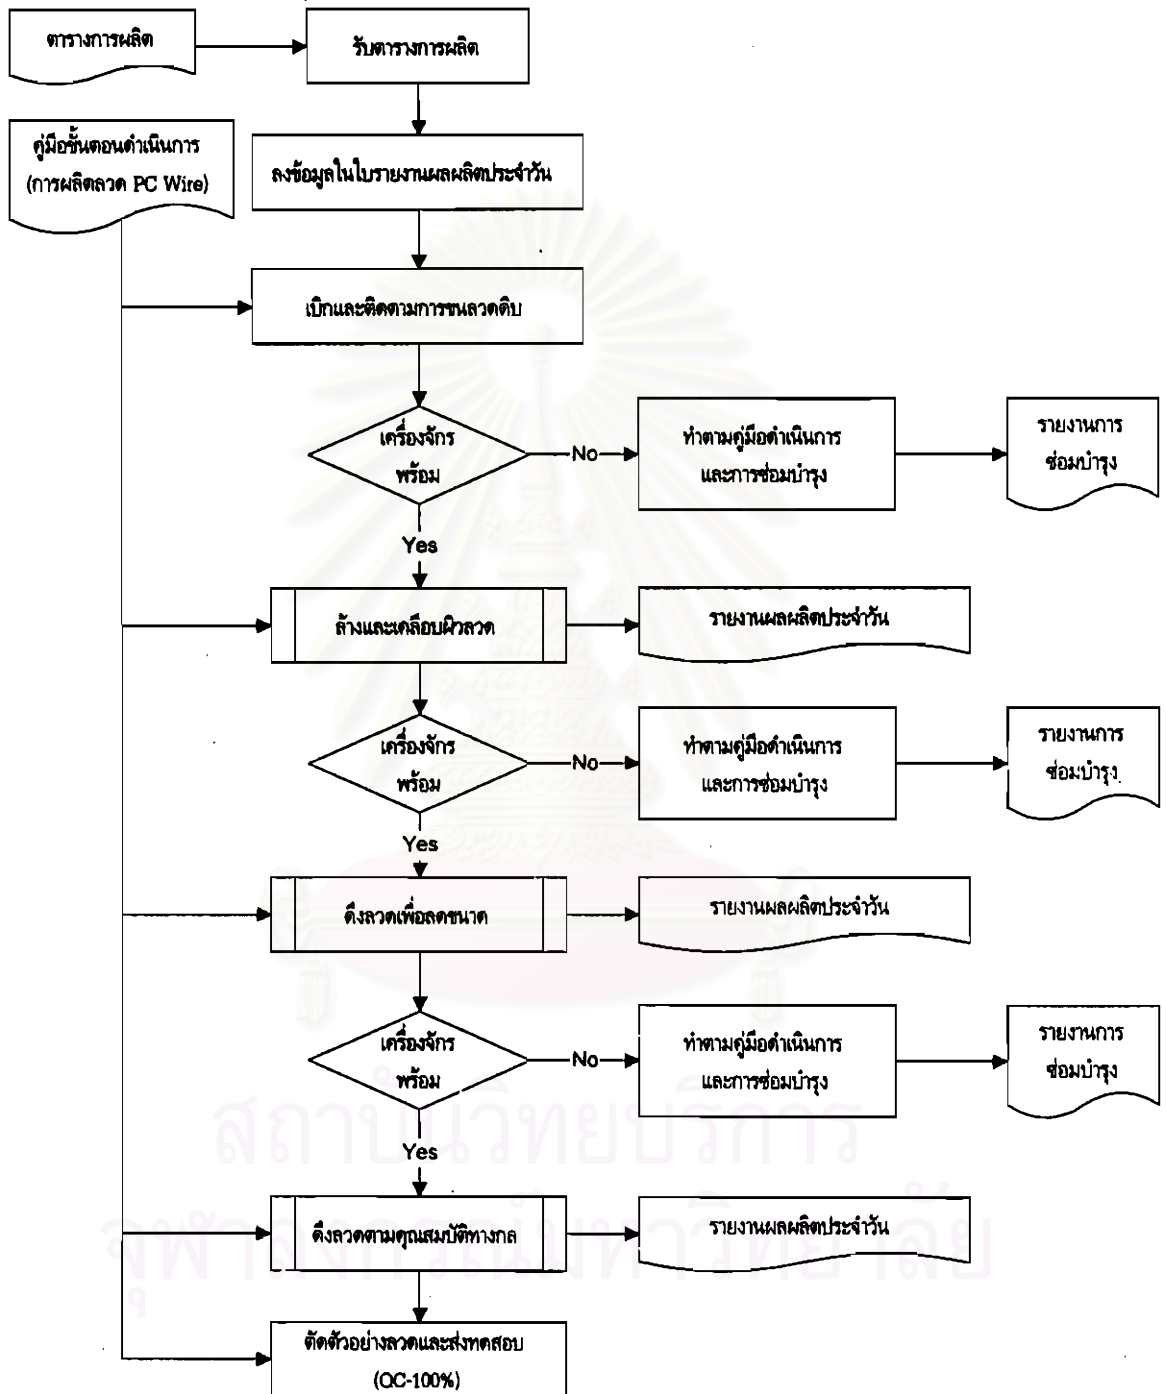 ตารางการผลิต
รับตารางการผลิต
คู่มือขั้นตอนดำเนินการ
(การผลิตลวด PC Wire)
ลงข้อมูลในใบรายงานผลผลิตประจำวัน
เบิกและติดตามการขนลวดดิบ
เครื่องจักร
พร้อม
No
ทำตามคู่มือดำเนินการ
และการซ่อมบำรุง
รายงานการ
ซ่อมบำรุง
Yes
ล้างและเคลือบผิวลวด
รายงานผลผลิตประจำวัน
เครื่องจักร
พร้อม
No
ทำตามคู่มือดำเนินการ
และการซ่อมบำรุง
รายงานการ
ซ่อมบำรุง
Yes
ดึงลวดเพื่อลดขนาด
รายงานผลผลิตประจำวัน
เครื่องจักร
พร้อม
No
ทำตามคู่มือดำเนินการ
และการซ่อมบำรุง
รายงานการ
ซ่อมบำรุง
สถาบันวิทยบริการ
Yes
ดึงลวดตามคุณสมบัติทางกล
รายงานผลผลิตประจำวัน
จุฬาลงกรณ์มหาวิทยาลัย
ตัดตัวอย่างลวดและส่งทดสอบ
(QC-100%)